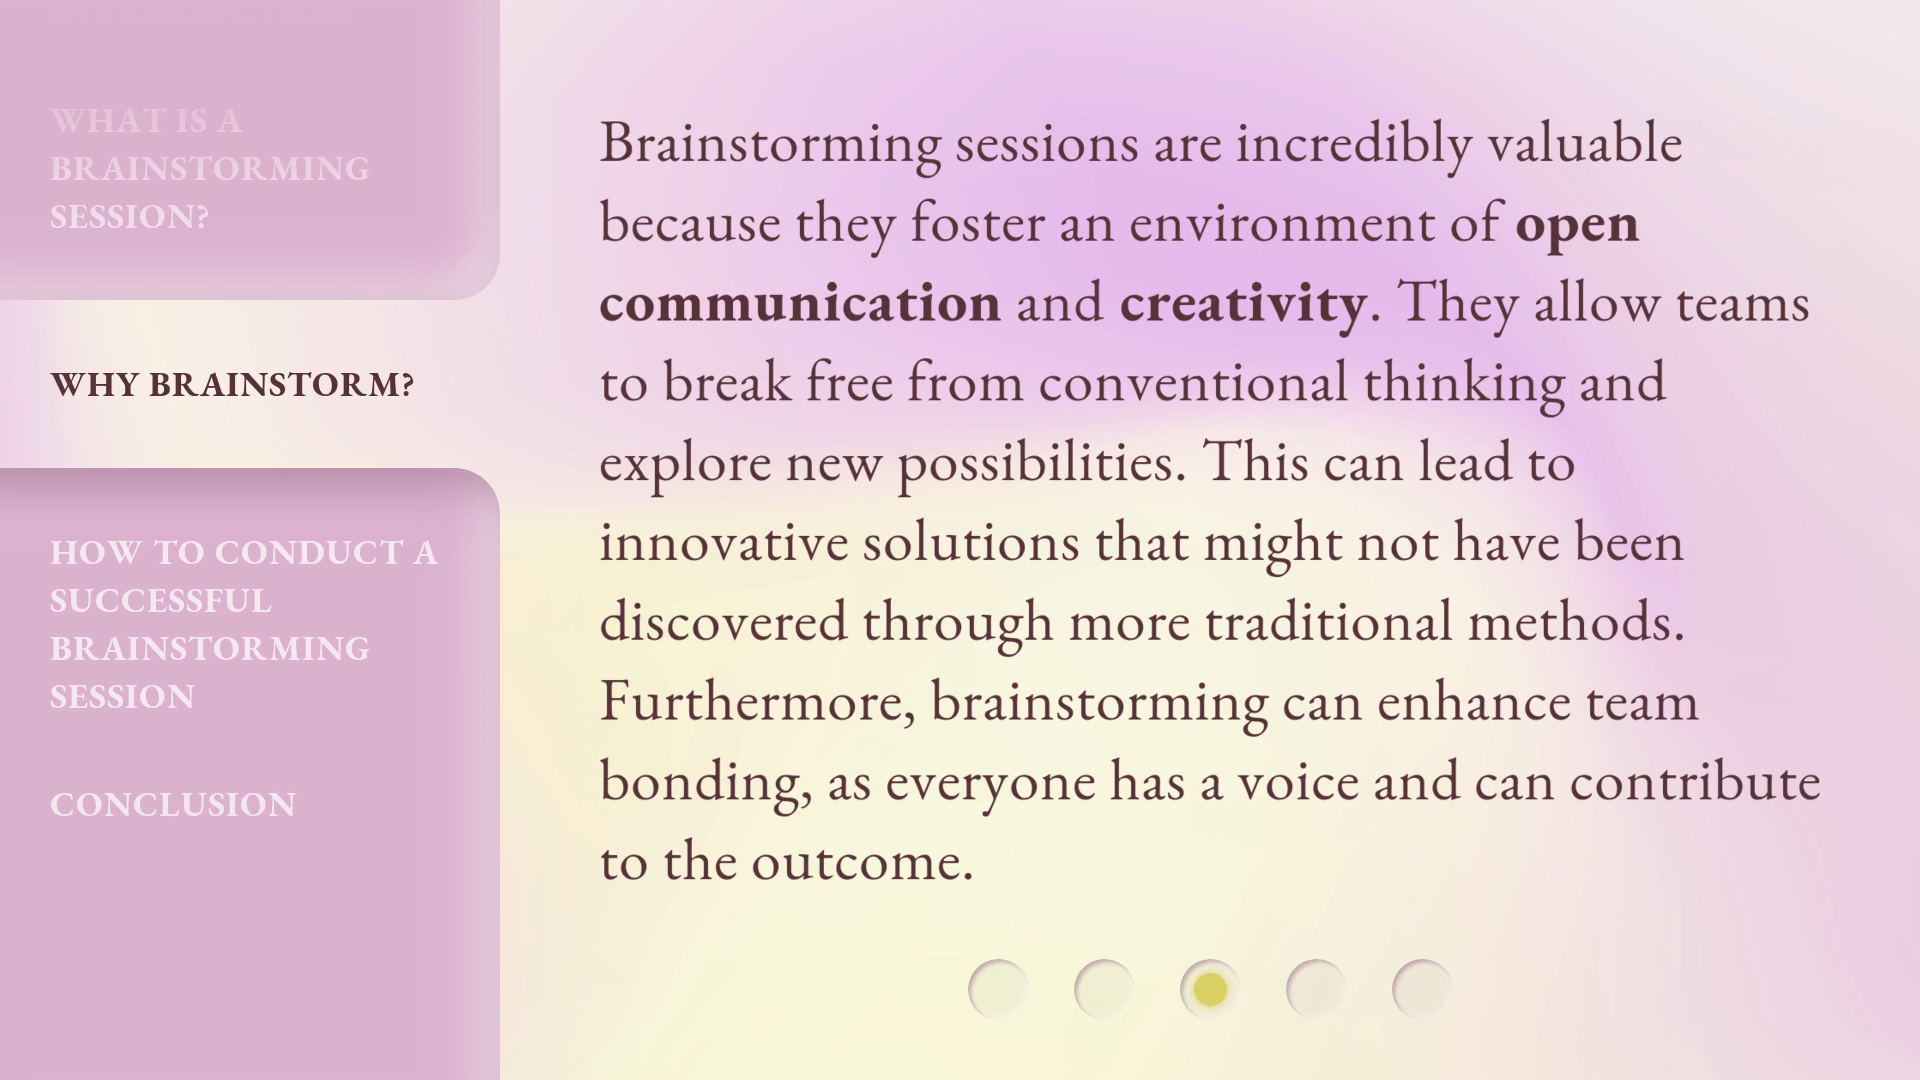 INTRODUCTION
WHAT IS A
BRAINSTORMING
SESSION?
WHY BRAINSTORM?
HOW TO CONDUCT A
SUCCESSFUL
BRAINSTORMING
SESSION
CONCLUSION
Brainstorming sessions are incredibly valuable
because they foster an environment of open
communication and creativity. They allow teams
to break free from conventional thinking and
explore new possibilities. This can lead to
innovative solutions that might not have been
discovered through more traditional methods.
Furthermore, brainstorming can enhance team
bonding, as everyone has a voice and can contribute
to the outcome.